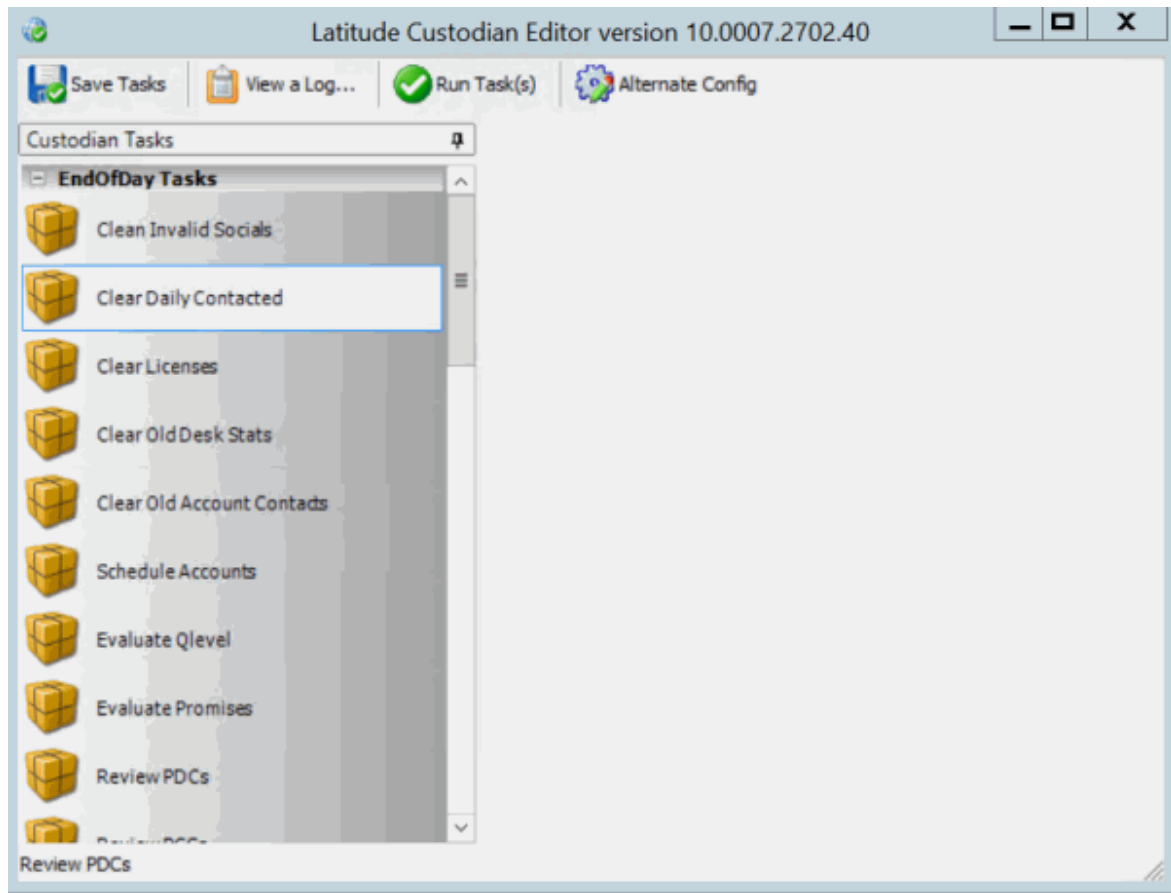 Latitude Custodian Editor version 10.0007.2702.40
Save Tasks View a Log... Run Task(s) Alternate Config
Custodian Tasks
EndOfDay Tasks
Clean Invalid Socials
Clear Daily Contacted
Clear Licenses
Clear Old Desk Stats
Clear Old Account Contacts
Schedule Accounts
Evaluate Qlevel
Evaluate Promises
Review PDCs
Review PDCs